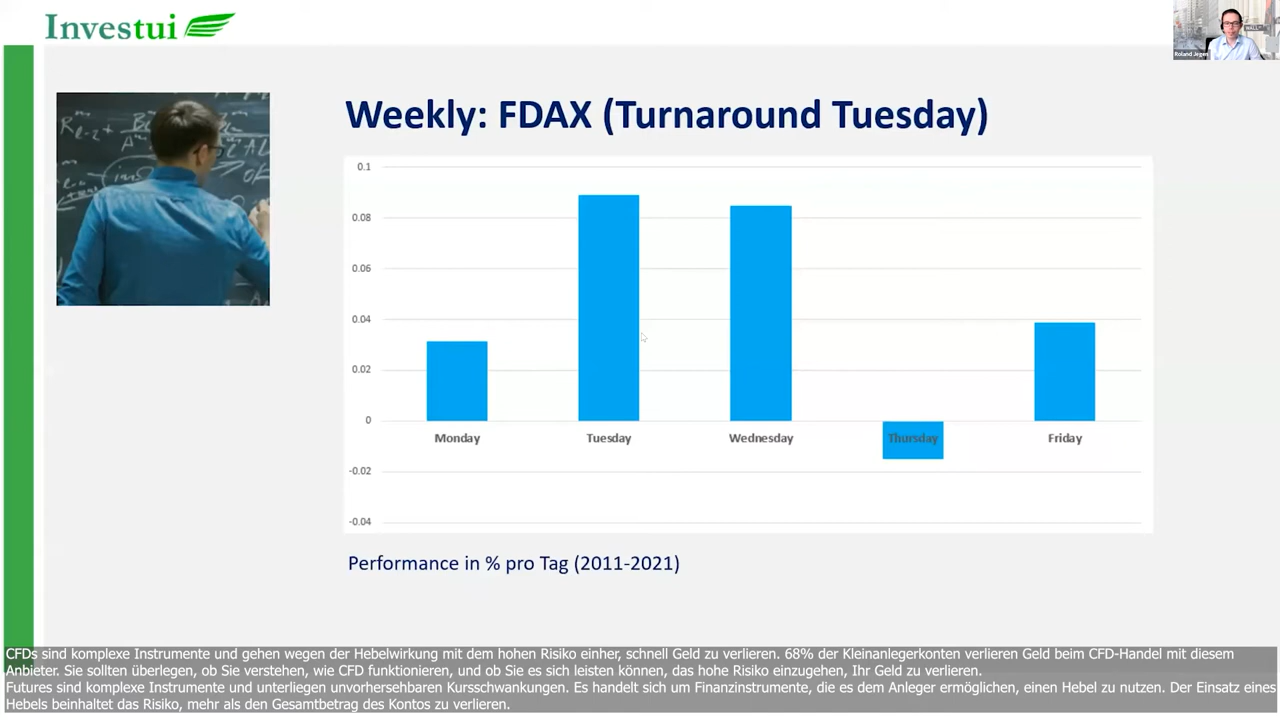 Investui
Roland Jegen
Weekly: FDAX (Turnaround Tuesday)
0.1
0.08
0.06
0.04
0.02
0
Monday
Tuesday
Wednesday
Thursday
Friday
-0.02
-0.04
Performance in % pro Tag (2011-2021)
CFDs sind komplexe Instrumente und gehen wegen der Hebelwirkung mit dem hohen Risiko einher, schnell Geld zu verlieren. 68% der Kleinanlegerkonten verlieren Geld beim CFD-Handel mit diesem
Anbieter. Sie sollten überlegen, ob Sie verstehen, wie CFD funktionieren, und ob Sie es sich leisten können, das hohe Risiko einzugehen, Ihr Geld zu verlieren.
Futures sind komplexe Instrumente und unterliegen unvorhersehbaren Kursschwankungen. Es handelt sich um Finanzinstrumente, die es dem Anleger ermöglichen, einen Hebel zu nutzen. Der Einsatz eines
Hebels beinhaltet das Risiko, mehr als den Gesamtbetrag des Kontos zu verlieren.